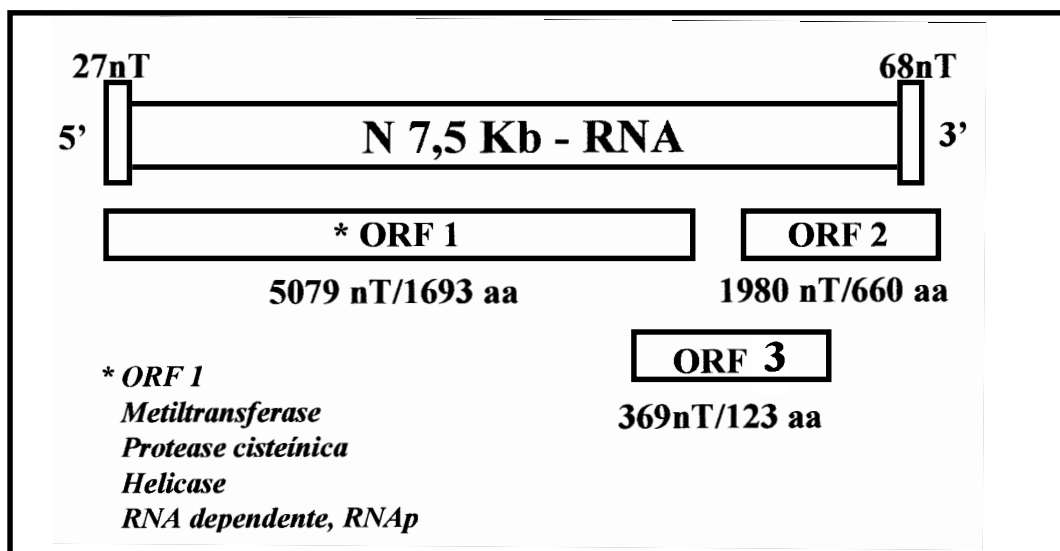 27nT 68nT
5’ N 7,5 Kb - RNA 3’
* ORF 1 ORF 2
5079 nT/1693 aa 1980 nT/660 aa
ORF 3
* ORF 1
Metiltransferase 369nT/123 aa
Protease cisteínica
Helicase
RNA dependente, RNAp